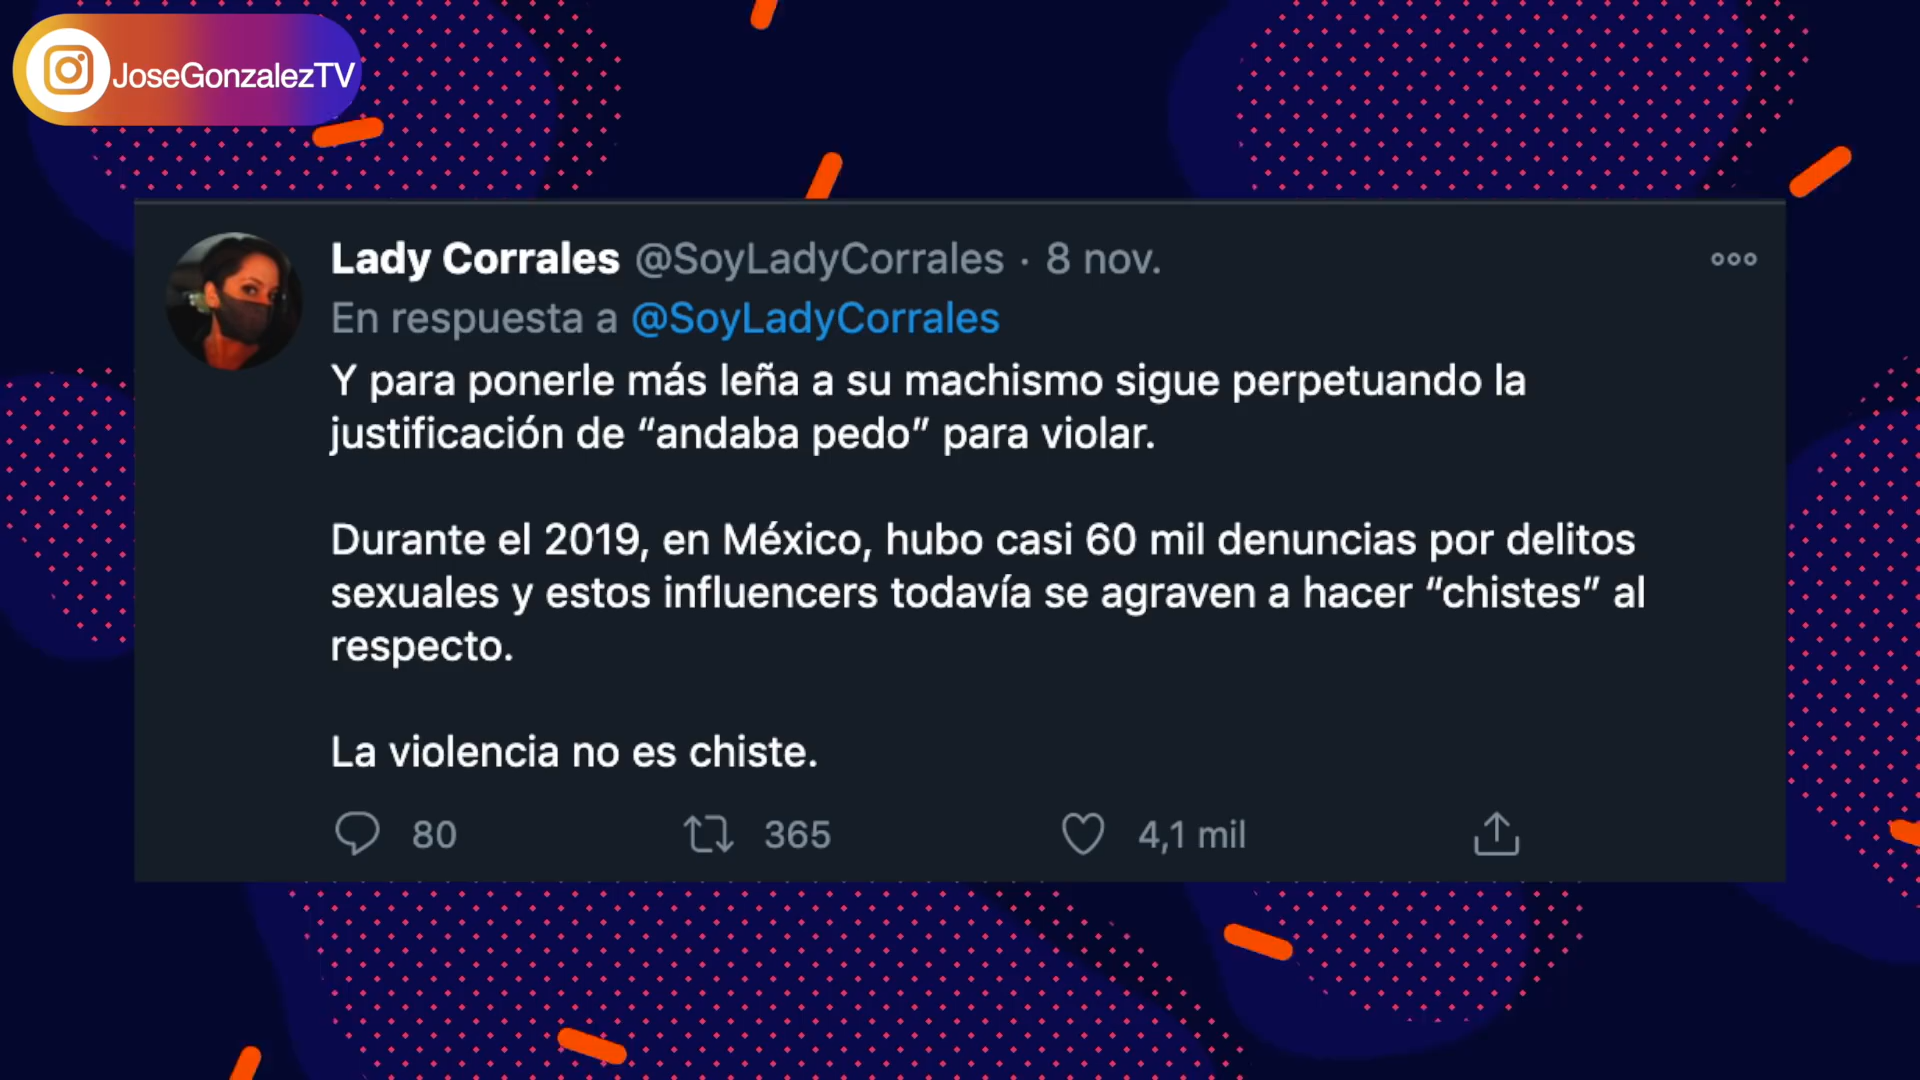 JoseGonzalezTV
Lady Corrales @SoyLadyCorrales · 8 nov.
En respuesta a @SoyLadyCorrales
Y para ponerle más leña a su machismo sigue perpetuando la
justificación de “andaba pedo” para violar.
Durante el 2019, en México, hubo casi 60 mil denuncias por delitos
sexuales y estos influencers todavía se agraven a hacer “chistes” al
respecto.
La violencia no es chiste.
80 365 4,1 mil